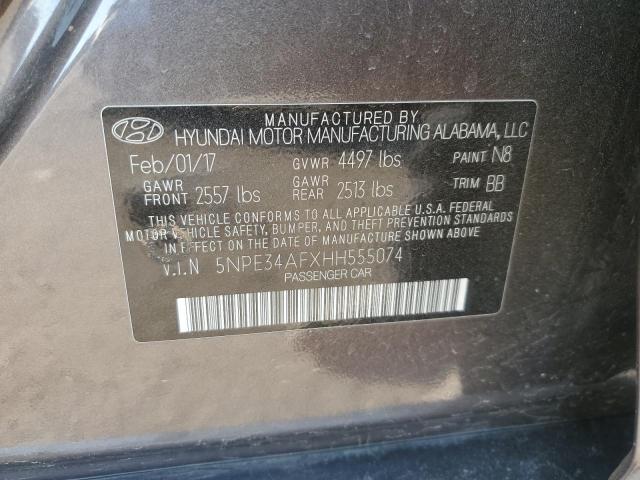 MANUFACTURED BY
HYUNDAI MOTOR MANUFACTURING ALABAMA, LLC
Feb/01/17 GVWR 4497 lbs PAINT N8
GAWR FRONT 2557 lbs GAWR REAR 2513 lbs TRIM BB
THIS VEHICLE CONFORMS TO ALL APPLICABLE U.S.A. FEDERAL
MOTOR VEHICLE SAFETY, BUMPER, AND THEFT PREVENTION STANDARDS
IN EFFECT ON THE DATE OF MANUFACTURE SHOWN ABOVE.
V.I.N 5NPE34AFXHH555074
PASSENGER CAR